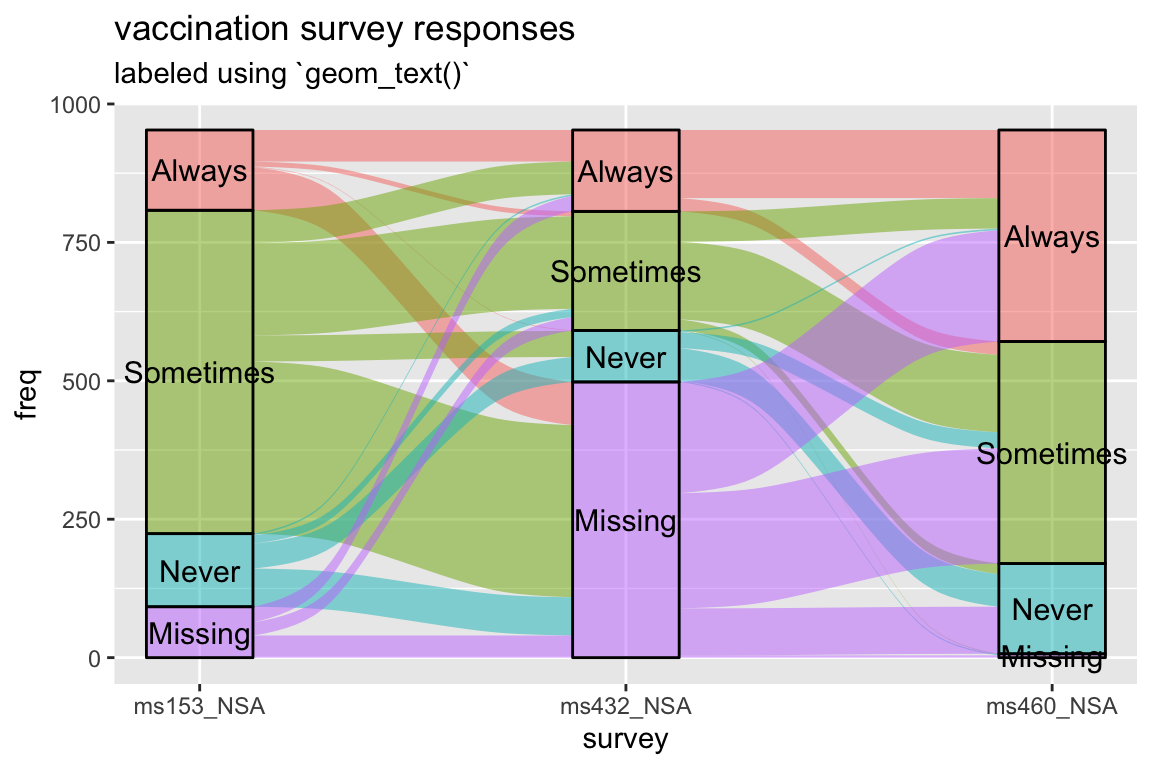 vaccination survey responses
labeled using `geom_text()`
1000
750
500
250
0
freq
Always
Sometimes
Never
Missing
Always
Sometimes
Never
Missing
Always
Sometimes
Never
Missing
ms153_NSA
ms432_NSA
ms460_NSA
survey